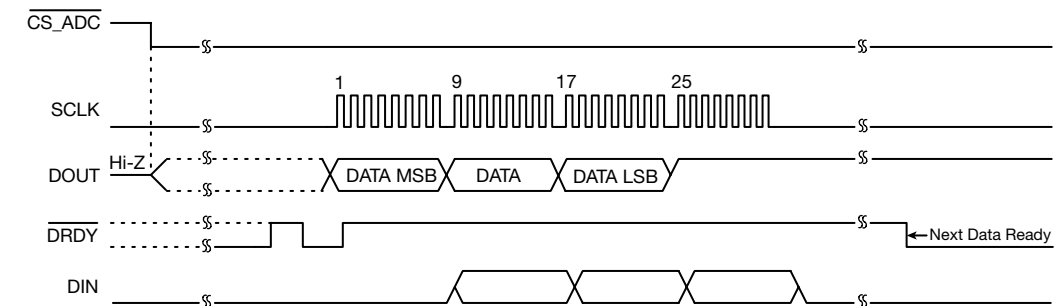 CS_ADC
1 9 17 25
SCLK
Hi-Z
DOUT DATA MSB DATA DATA LSB
DRDY Next Data Ready
DIN